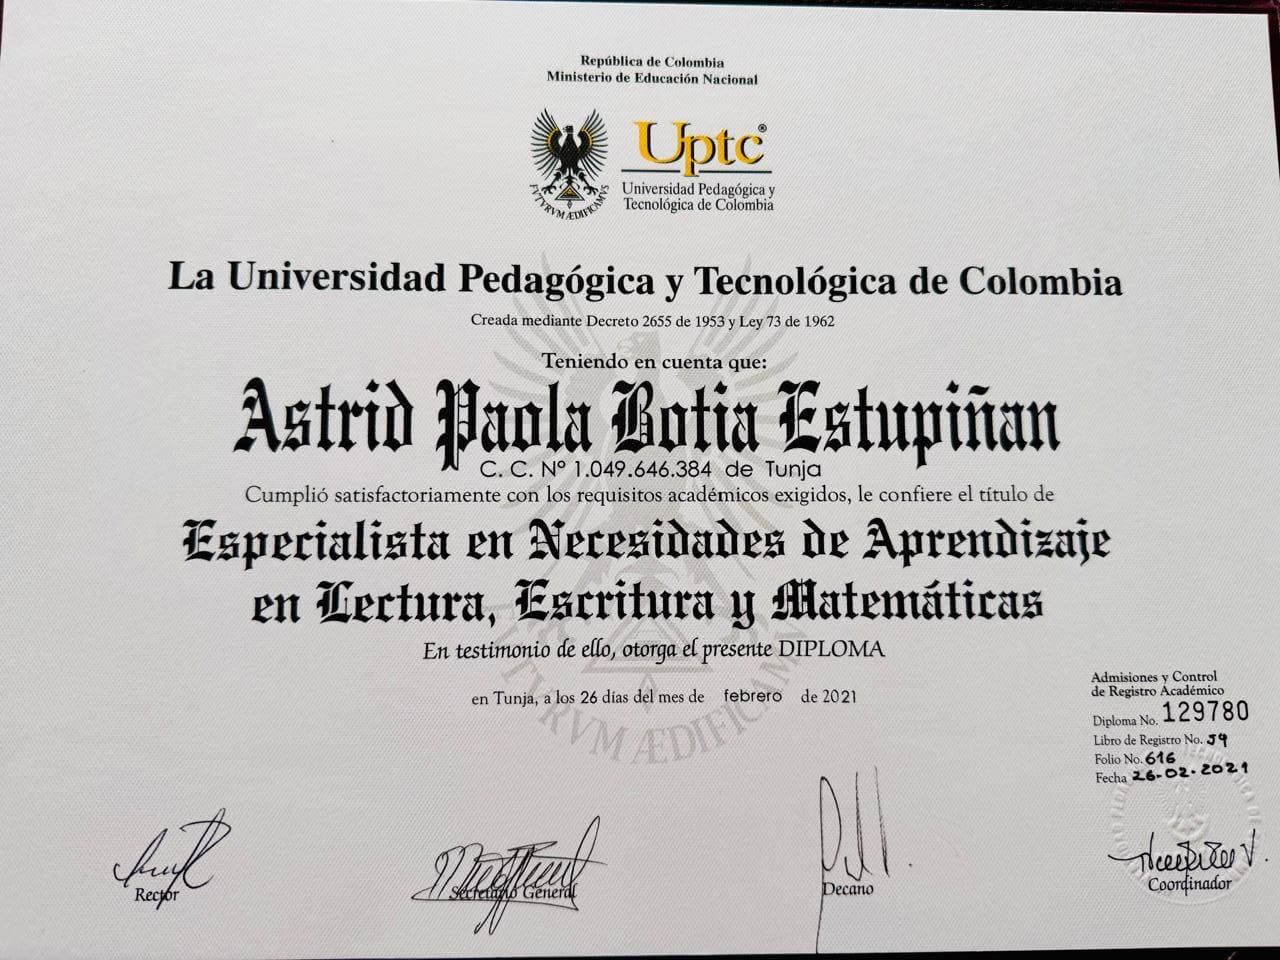 República de Colombia
Ministerio de Educación Nacional
Uptc®
Universidad Pedagógica y
Tecnológica de Colombia
FVTVRVM ÆDIFICAMVS
La Universidad Pedagógica y Tecnológica de Colombia
Creada mediante Decreto 2655 de 1953 y Ley 73 de 1962
Teniendo en cuenta que:
Astrid Paola Botia Estupiñan
C. C. Nº 1.049.646.384 de Tunja
Cumplió satisfactoriamente con los requisitos académicos exigidos, le confiere el título de
Especialista en Necesidades de Aprendizaje
en Lectura, Escritura y Matemáticas
En testimonio de ello, otorga el presente DIPLOMA
en Tunja, a los 26 días del mes de febrero de 2021
Admisiones y Control
de Registro Académico
Diploma No. 129780
Libro de Registro No. 59
Folio No. 616
Fecha 26-02-2021
Rector
Secretario General
Decano
Coordinador